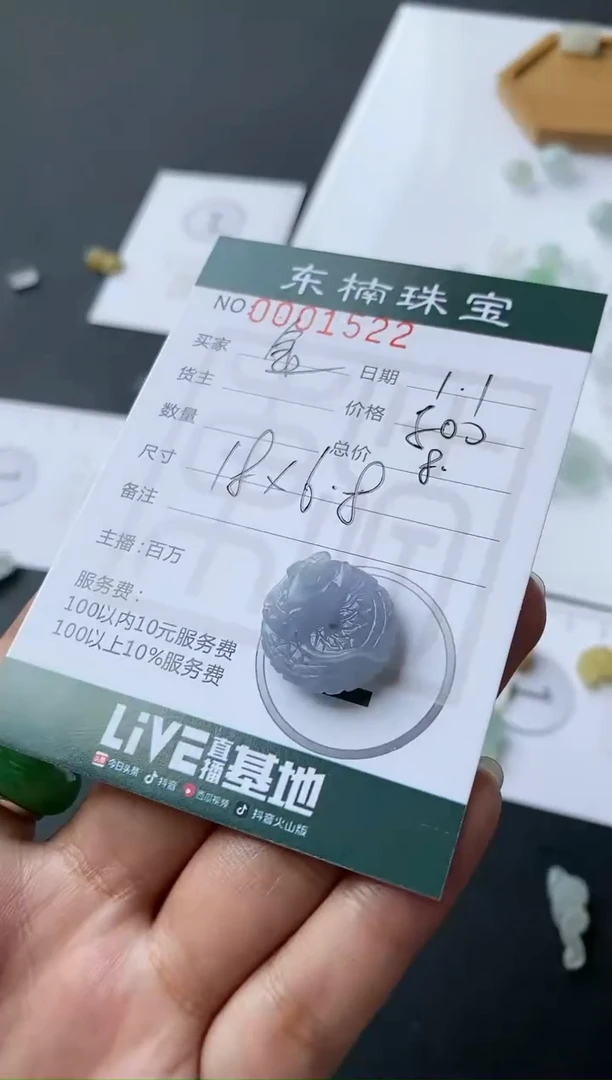 东楠珠宝
NO 0001522
买家 日期 1.1
货主 价格 500
数量 总价 8.
尺寸 18×6.8
备注
主播:百万
服务费:
100以内10元服务费
100以上10%服务费
LiVE直播基地
头条 今日头条 抖音 西瓜视频 抖音火山版